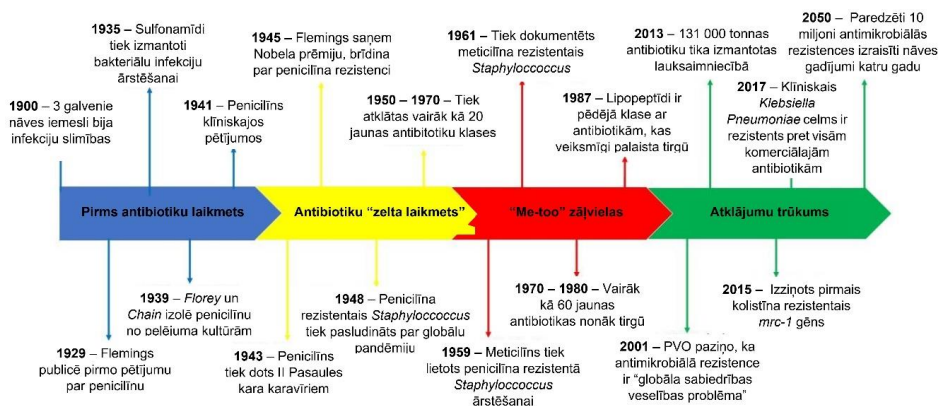 1900 – 3 galvenie
nāves iemesli bija
infekciju slimības
1935 – Sulfonamīdi
tiek izmantoti
bakteriālu infekciju
ārstēšanai
1941 – Penicilīns
klīniskajos
pētījumos
1945 – Flemings saņem
Nobela prēmiju, brīdina
par penicilīna rezistenci
1950 – 1970 – Tiek
atklātas vairāk kā 20
jaunas antibitotiku klases
1961 – Tiek dokumentēts
meticilīna rezistentais
Staphyloccoccus
1987 – Lipopeptīdi ir
pēdējā klase ar
antibiotikām, kas
veiksmīgi palaista tirgū
2013 – 131 000 tonnas
antibiotiku tika izmantotas
lauksaimniecībā
2017 – Klīniskais
Klebsiella
Pneumoniae celms ir
rezistents pret visām
komerciālajām
antibiotikām
2050 – Paredzēti 10
miljoni antimikrobiālās
rezistences izraisīti nāves
gadījumi katru gadu
Pirms antibiotiku laikmets
Antibiotiku “zelta laikmets”
“Me-too” zāļvielas
Atklājumu trūkums
1929 – Flemings
publicē pirmo pētījumu
par penicilīnu
1939 – Florey un
Chain izolē penicilīnu
no pelējuma kultūrām
1943 – Penicilīns
tiek dots II Pasaules
kara karavīriem
1948 – Penicilīna
rezistentais Staphyloccoccus
tiek pasludināts par globālu
pandēmiju
1959 – Meticilīns tiek
lietots penicilīna rezistentā
Staphyloccoccus
ārstēšanai
1970 – 1980 – Vairāk
kā 60 jaunas
antibiotikas nonāk tirgū
2001 – PVO paziņo, ka
antimikrobiālā rezistence
ir “globāla sabiedrības
veselības problēma”
2015 – Izziņots pirmais
kolistīna rezistentais
mrc-1 gēns